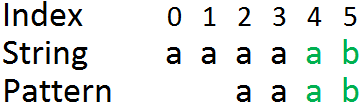 Index 0 1 2 3 4 5
String a a a a a b
Pattern a a a b